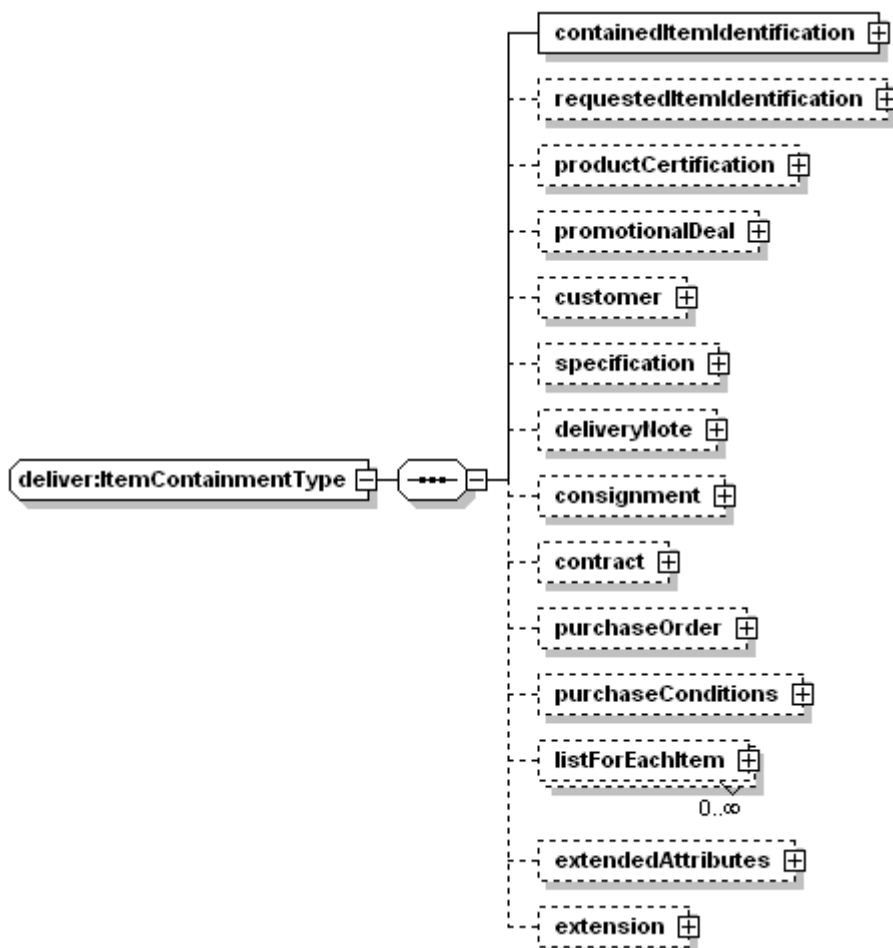 containedItemIdentification
requestedItemIdentification
productCertification
promotionalDeal
customer
specification
deliveryNote
deliver:ItemContainmentType
consignment
contract
purchaseOrder
purchaseConditions
listForEachItem
0..∞
extendedAttributes
extension